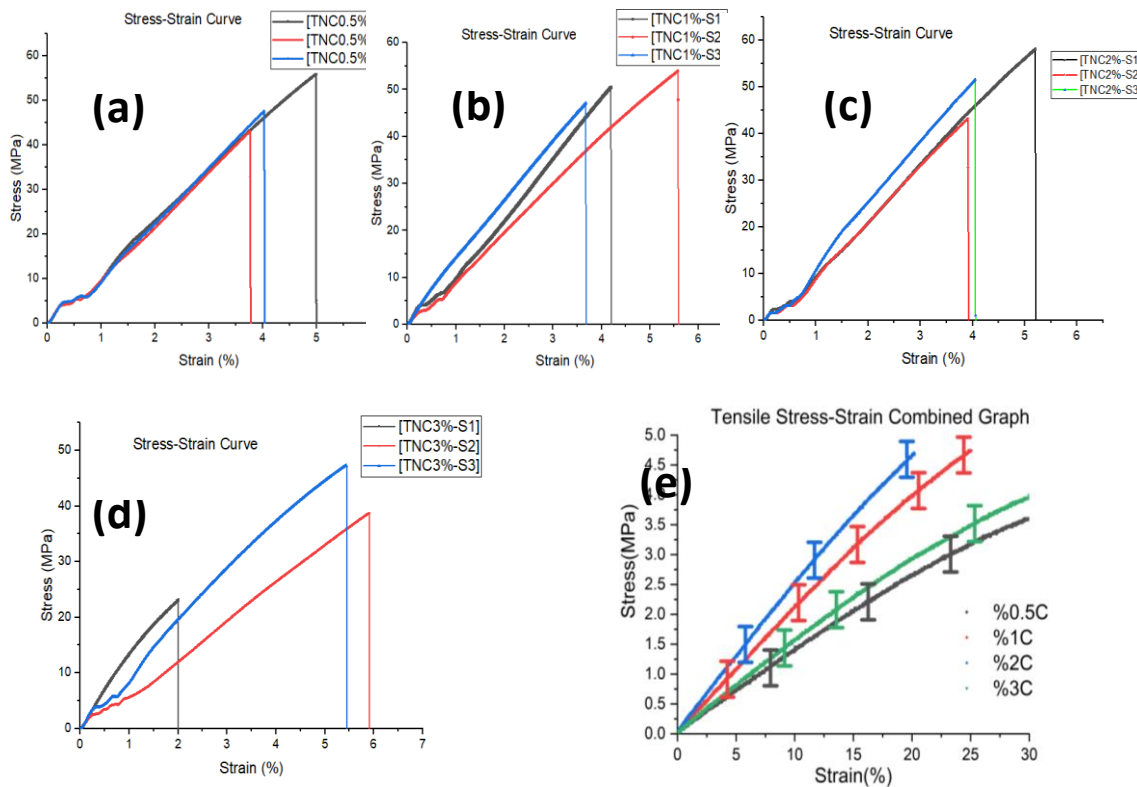 Stress-Strain Curve
[TNC0.5%
[TNC0.5%
[TNC0.5%
(a)
60
50
40
30
20
10
0
Stress (MPa)
0 1 2 3 4 5
Strain (%)
Stress-Strain Curve
[TNC1%-S1
[TNC1%-S2
[TNC1%-S3
(b)
60
50
40
30
20
10
0
Stress (MPa)
0 1 2 3 4 5 6
Strain (%)
Stress-Strain Curve
[TNC2%-S1
[TNC2%-S2
[TNC2%-S3
(c)
60
50
40
30
20
10
0
Stress (MPa)
0 1 2 3 4 5 6
Strain (%)
Stress-Strain Curve
[TNC3%-S1]
[TNC3%-S2]
[TNC3%-S3]
(d)
50
40
30
20
10
0
Stress (MPa)
0 1 2 3 4 5 6 7
Strain (%)
Tensile Stress-Strain Combined Graph
(e)
5.0
4.5
4.0
3.5
3.0
2.5
2.0
1.5
1.0
0.5
0.0
Stress(MPa)
%0.5C
%1C
%2C
%3C
0 5 10 15 20 25 30
Strain(%)